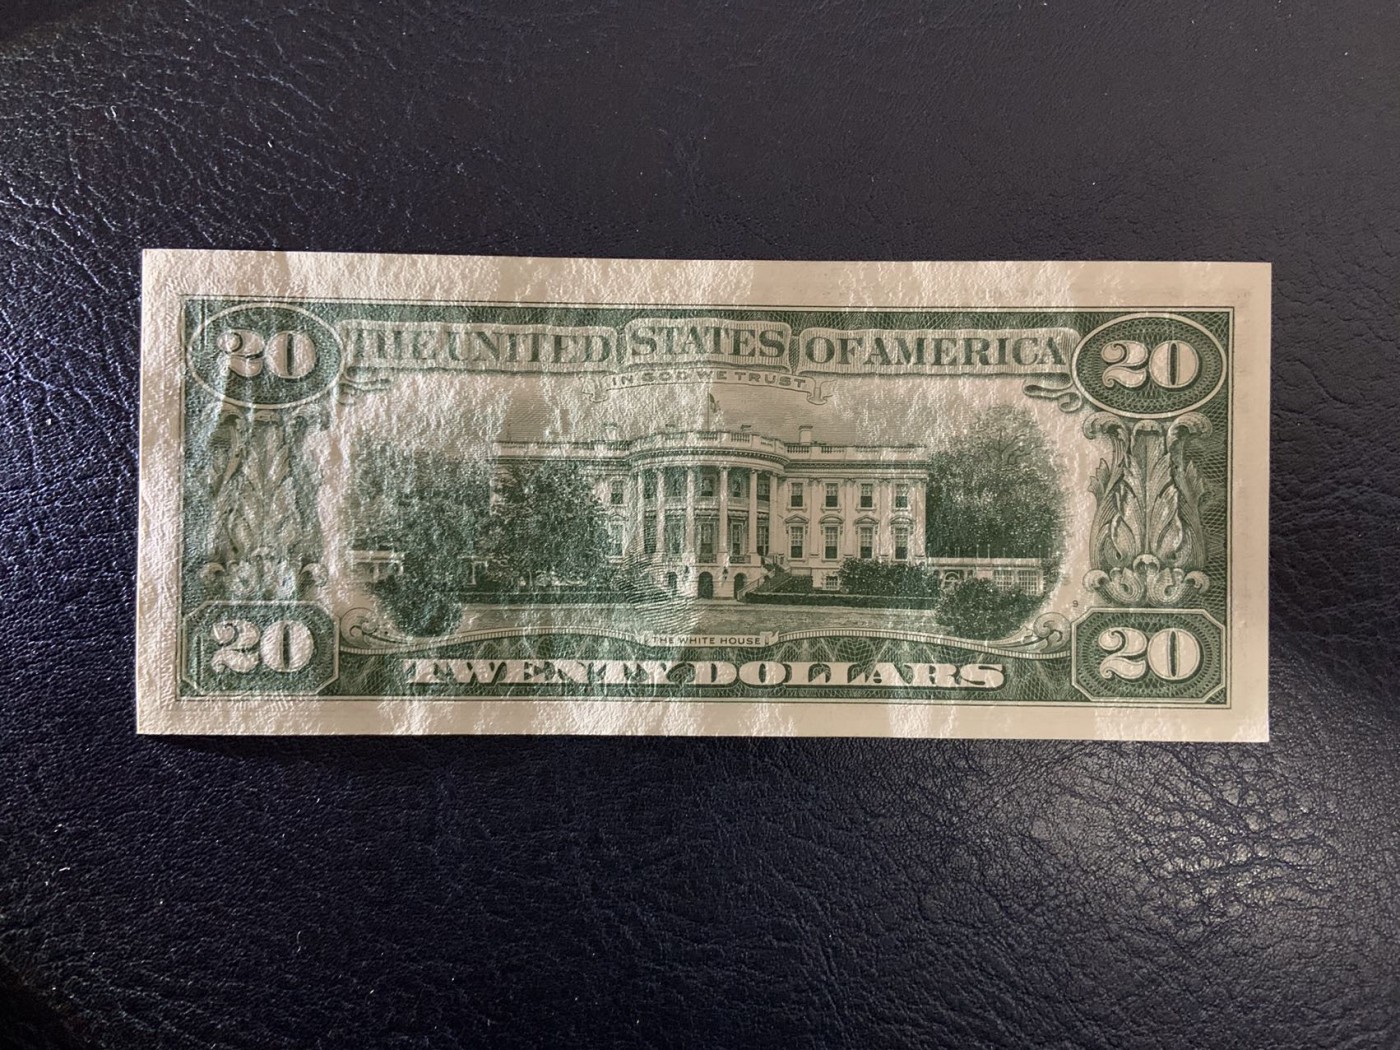 20 THE UNITED STATES OF AMERICA 20
IN GOD WE TRUST
THE WHITE HOUSE
20 TWENTY DOLLARS 20